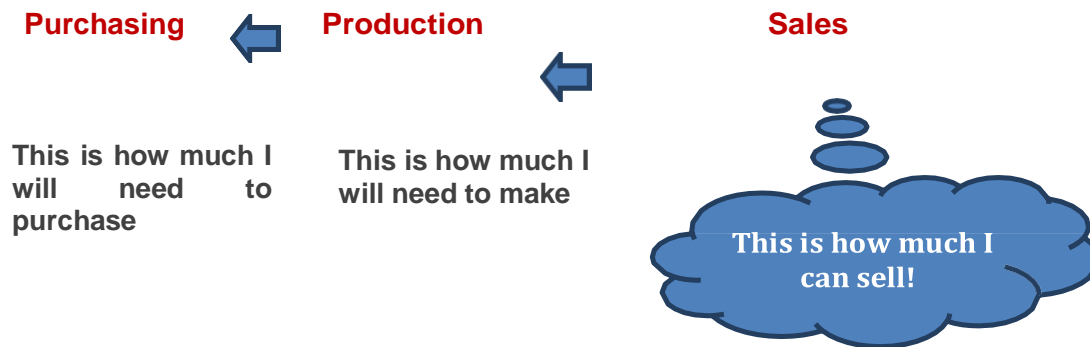 Purchasing
Production
Sales
This is how much I
will need to
purchase
This is how much I
will need to make
This is how much I
can sell!